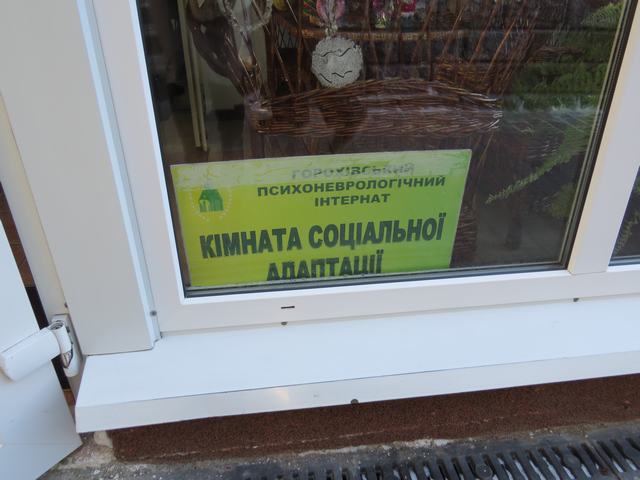 ГОРОХІВСЬКИЙ
ПСИХОНЕВРОЛОГІЧНИЙ
ІНТЕРНАТ
КІМНАТА СОЦІАЛЬНОЇ
АДАПТАЦІЇ